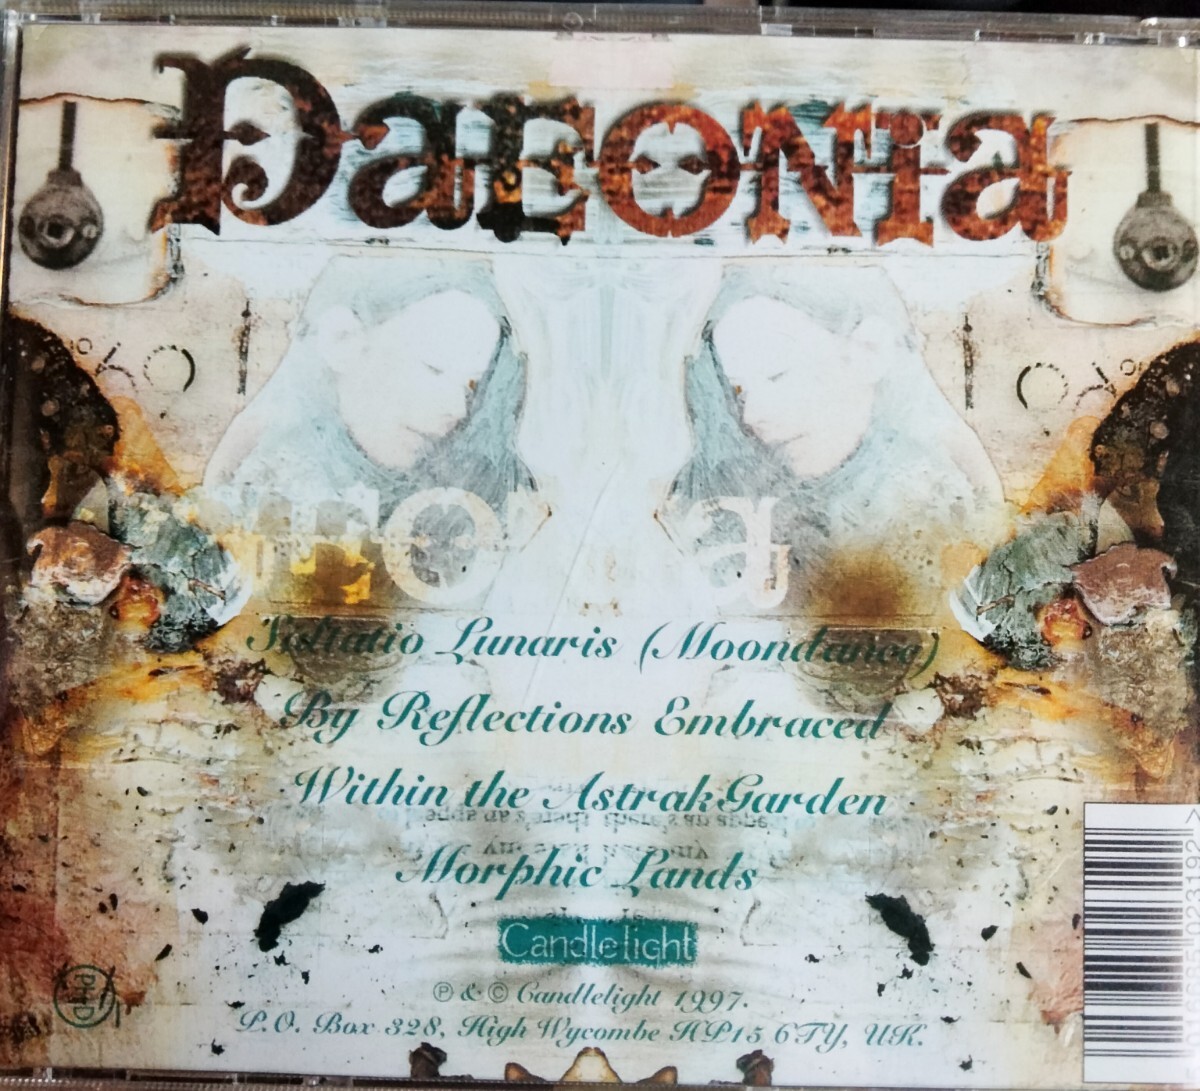 Daeonia
By Reflections Embraced
Within the Astrak Garden
Morphic Lands
Candlelight
℗ & © Candlelight 1997.
P.O. Box 328, High Wycombe HP15 6TY, UK.
Lunaris (Moondance)